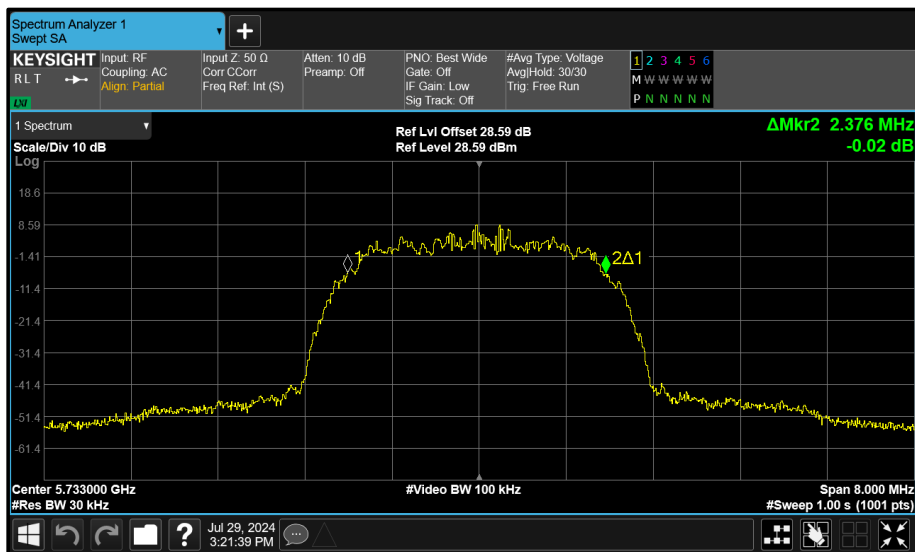 Spectrum Analyzer 1
Swept SA
KEYSIGHT
R L T
LXI
Input: RF
Coupling: AC
Align: Partial
Input Z: 50 Ω
Corr CCorr
Freq Ref: Int (S)
Atten: 10 dB
Preamp: Off
PNO: Best Wide
Gate: Off
IF Gain: Low
Sig Track: Off
#Avg Type: Voltage
Avg|Hold: 30/30
Trig: Free Run
1 2 3 4 5 6
M W W W W W
P N N N N N
1 Spectrum
Scale/Div 10 dB
Ref Lvl Offset 28.59 dB
Ref Level 28.59 dBm
ΔMkr2 2.376 MHz
-0.02 dB
Log
18.6
8.59
-1.41
-11.4
-21.4
-31.4
-41.4
-51.4
-61.4
1
2Δ1
Center 5.733000 GHz
#Res BW 30 kHz
#Video BW 100 kHz
Span 8.000 MHz
#Sweep 1.00 s (1001 pts)
Jul 29, 2024
3:21:39 PM